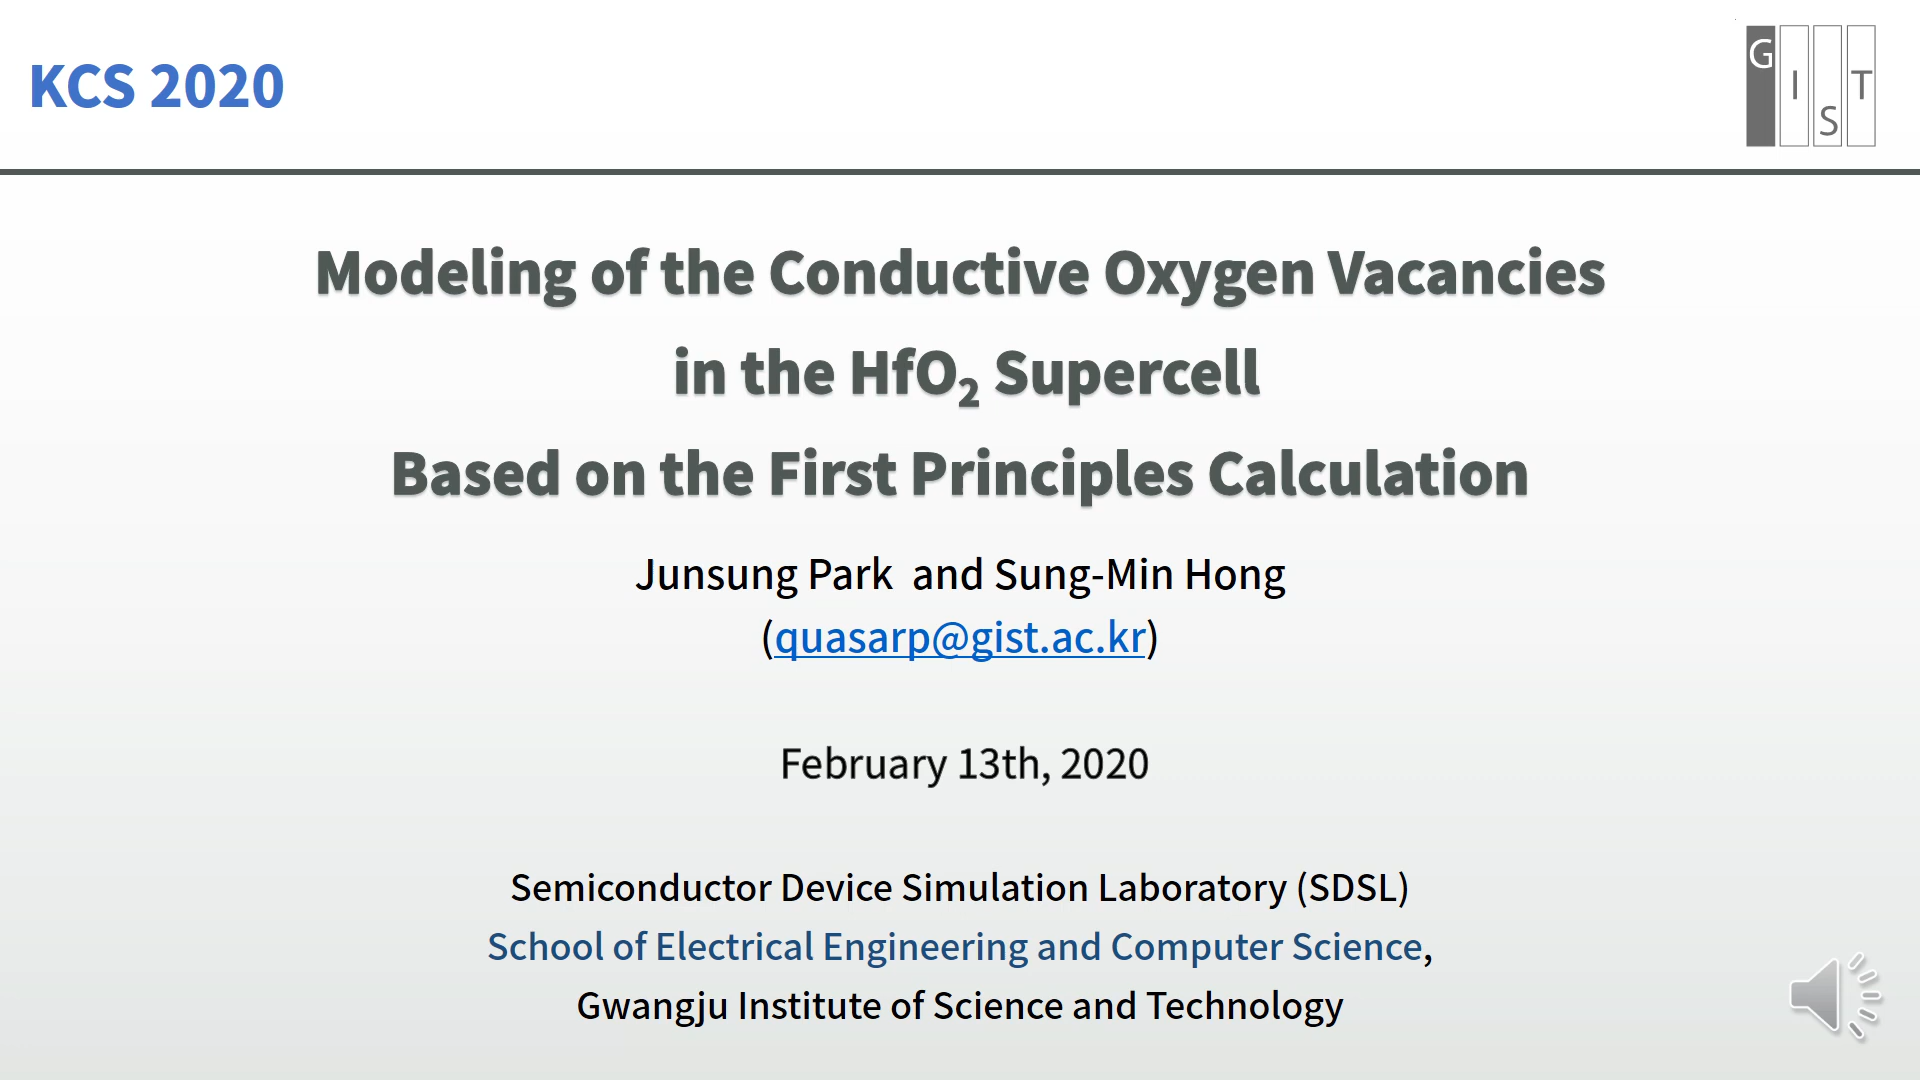 KCS 2020
G I S T
Modeling of the Conductive Oxygen Vacancies
in the HfO₂ Supercell
Based on the First Principles Calculation
Junsung Park  and Sung-Min Hong
(quasarp@gist.ac.kr)
February 13th, 2020
Semiconductor Device Simulation Laboratory (SDSL)
School of Electrical Engineering and Computer Science,
Gwangju Institute of Science and Technology